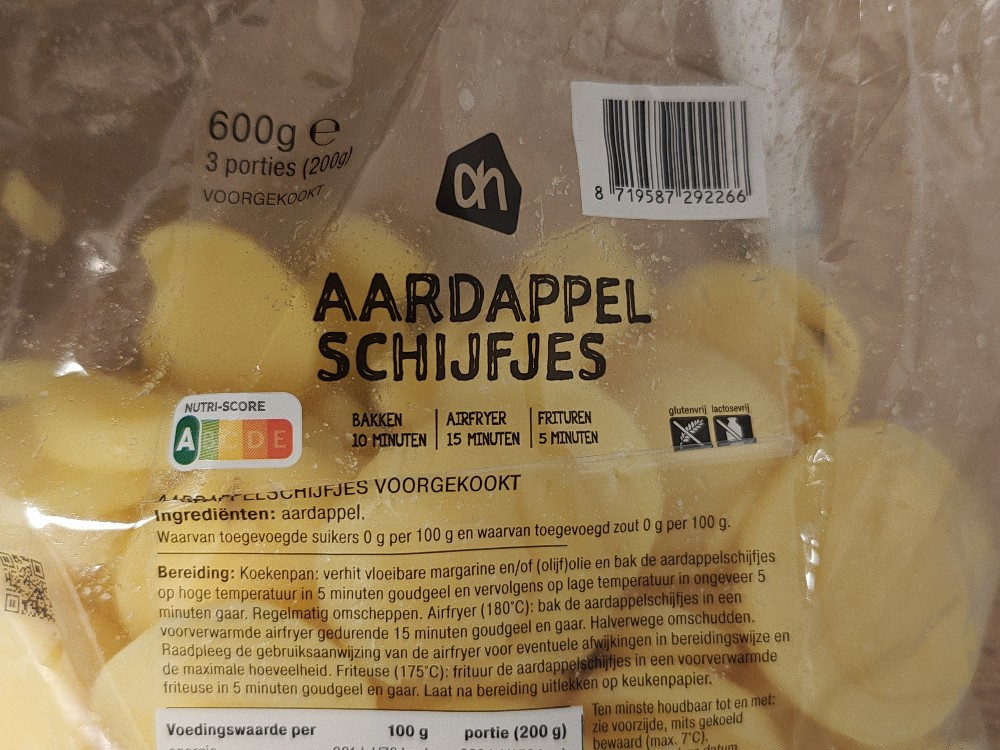 600g e
3 porties (200g)
VOORGEKOOKT
ah
8 719587 292266
AARDAPPEL
SCHIJFJES
NUTRI-SCORE
A D E
BAKKEN
10 MINUTEN
AIRFRYER
15 MINUTEN
FRITUREN
5 MINUTEN
glutenvrij lactosevrij
AARDAPPELSCHIJFJES VOORGEKOOKT
Ingrediënten: aardappel.
Waarvan toegevoegde suikers 0 g per 100 g en waarvan toegevoegd zout 0 g per 100 g.
Bereiding: Koekenpan: verhit vloeibare margarine en/of (olijf)olie en bak de aardappelschijfjes
op hoge temperatuur in 5 minuten goudgeel en vervolgens op lage temperatuur in ongeveer 5
minuten gaar. Regelmatig omscheppen. Airfryer (180°C): bak de aardappelschijfjes in een
voorverwarmde airfryer gedurende 15 minuten goudgeel en gaar. Halverwege omschudden.
Raadpleeg de gebruiksaanwijzing van de airfryer voor eventuele afwijkingen in bereidingswijze en
de maximale hoeveelheid. Friteuse (175°C): frituur de aardappelschijfjes in een voorverwarmde
friteuse in 5 minuten goudgeel en gaar. Laat na bereiding uitlekken op keukenpapier.
Voedingswaarde per 100 g portie (200 g)
Ten minste houdbaar tot en met:
zie voorzijde, mits gekoeld
bewaard (max. 7°C).
datum